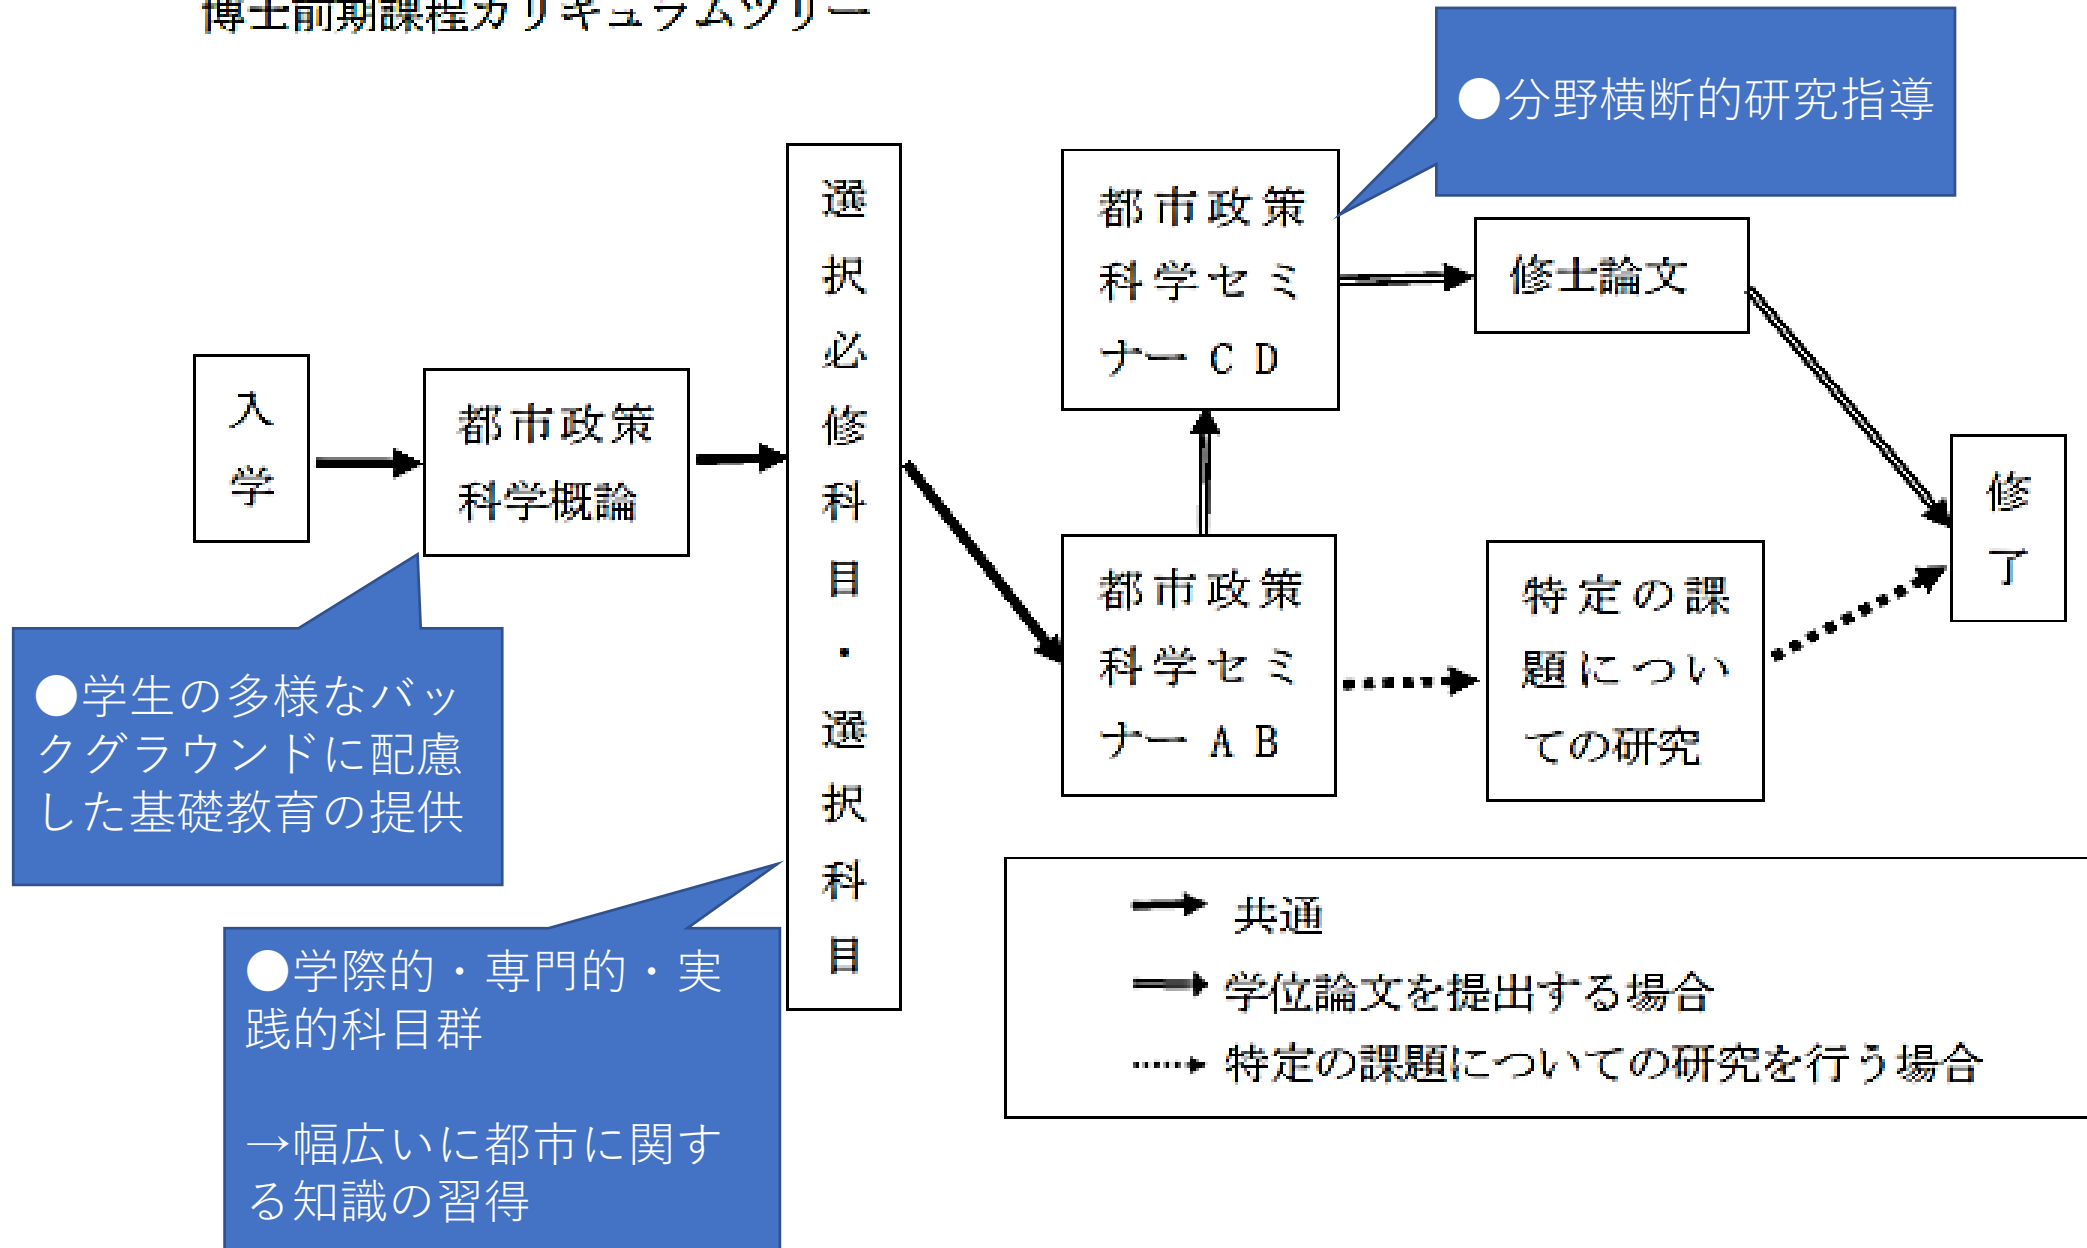 博士前期課程カリキュラムツリー
●分野横断的研究指導
入
学
都市政策
科学概論
選
択
必
修
科
目
・
選
択
科
目
都市政策
科学セミ
ナーCD
修士論文
都市政策
科学セミ
ナーAB
特定の課
題につい
ての研究
修
了
●学生の多様なバッ
クグラウンドに配慮
した基礎教育の提供
●学際的・専門的・実
践的科目群
→幅広いに都市に関す
る知識の習得
共通
学位論文を提出する場合
特定の課題についての研究を行う場合